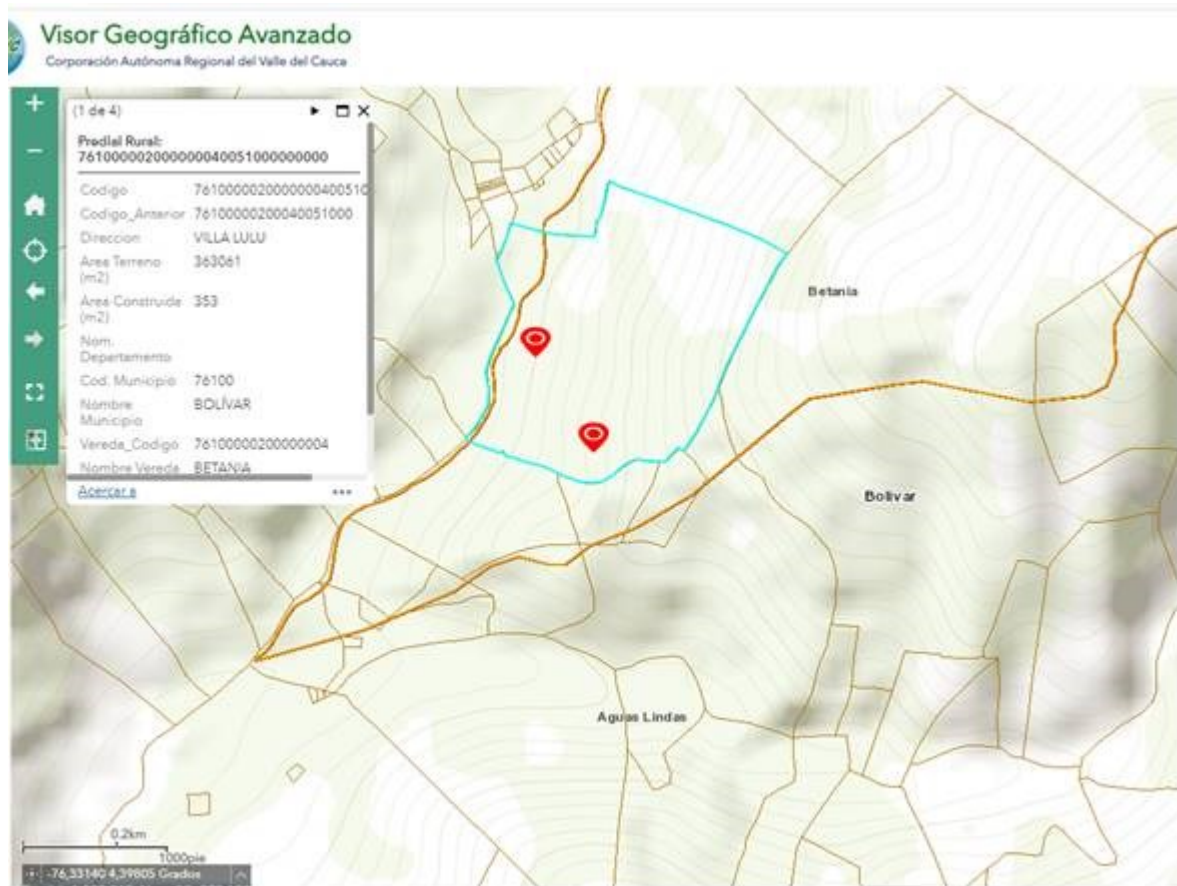 Visor Geográfico Avanzado
Corporación Autónoma Regional del Valle del Cauca
(1 de 4)
Predial Rural:
761000002000000040051000000000
Codigo 7610000020000000400510
Codigo_Anterior 76100000200040051000
Direccion VILLA LULU
Area Terreno (m2) 363061
Area Construida (m2) 353
Nom. Departamento
Cod. Municipio 76100
Nombre Municipio BOLÍVAR
Vereda_Codigo 76100000200000004
Nombre Vereda BETANIA
Acercar a
Betania
Bolivar
Aguas Lindas
0.2km
1000pie
-76,33140 4,39805 Grados